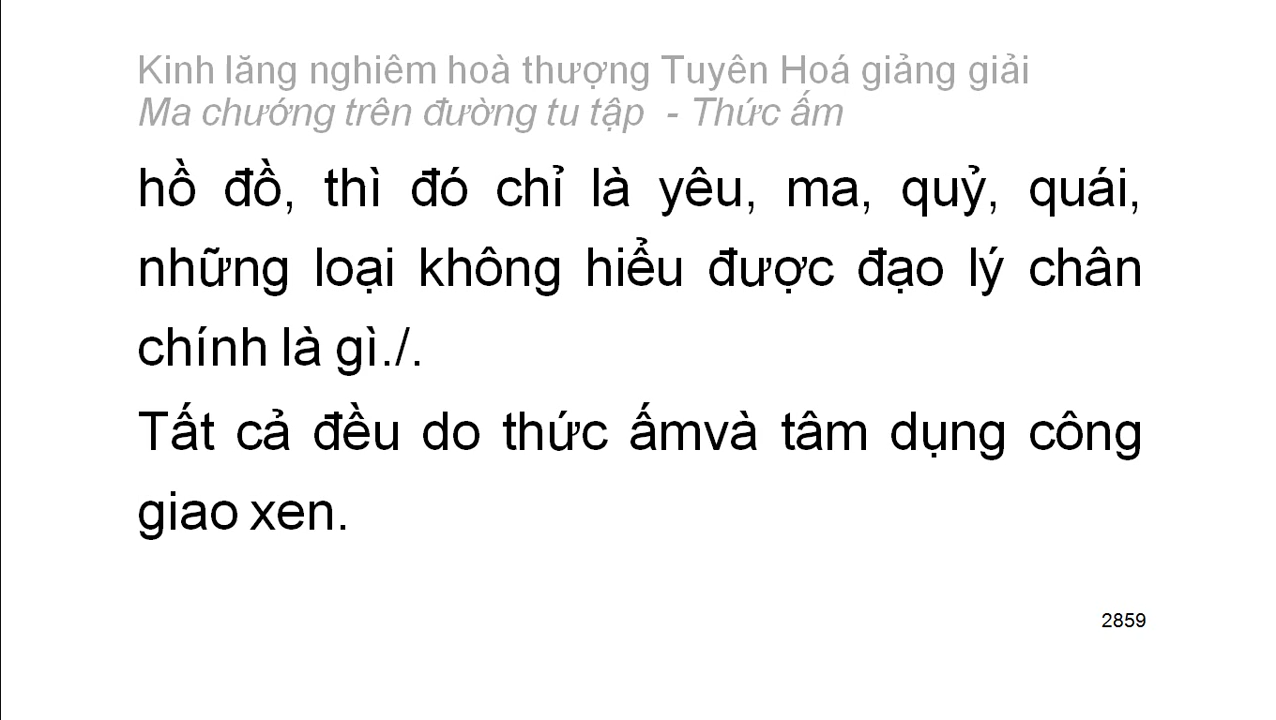 Kinh lăng nghiêm hoà thượng Tuyên Hoá giảng giải
Ma chướng trên đường tu tập - Thức ấm
hồ đồ, thì đó chỉ là yêu, ma, quỷ, quái,
những loại không hiểu được đạo lý chân
chính là gì./.
Tất cả đều do thức ấmvà tâm dụng công
giao xen.
2859